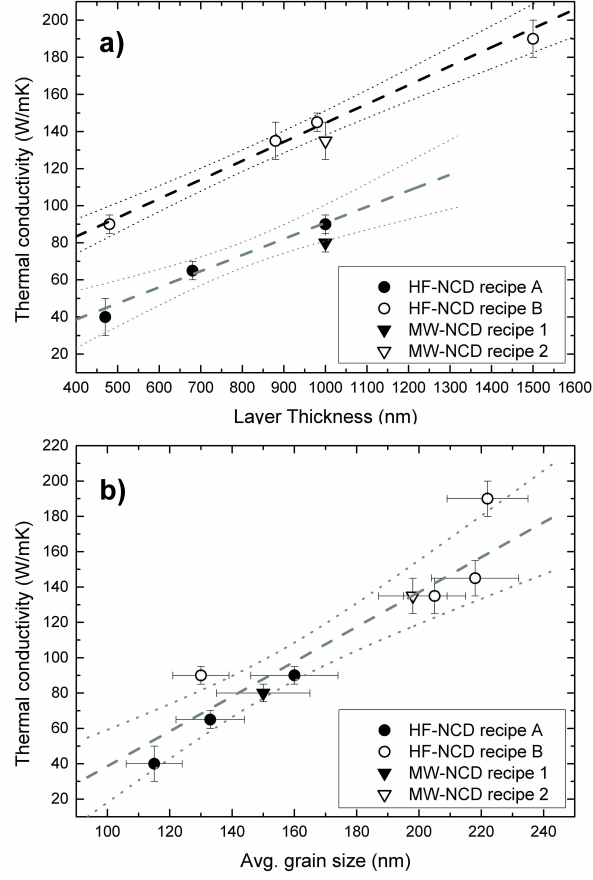 a)
Thermal conductivity (W/mK)
200
180
160
140
120
100
80
60
40
20
HF-NCD recipe A
HF-NCD recipe B
MW-NCD recipe 1
MW-NCD recipe 2
400 500 600 700 800 900 1000 1100 1200 1300 1400 1500 1600
Layer Thickness (nm)
b)
Thermal conductivity (W/mK)
220
200
180
160
140
120
100
80
60
40
20
HF-NCD recipe A
HF-NCD recipe B
MW-NCD recipe 1
MW-NCD recipe 2
100 120 140 160 180 200 220 240
Avg. grain size (nm)